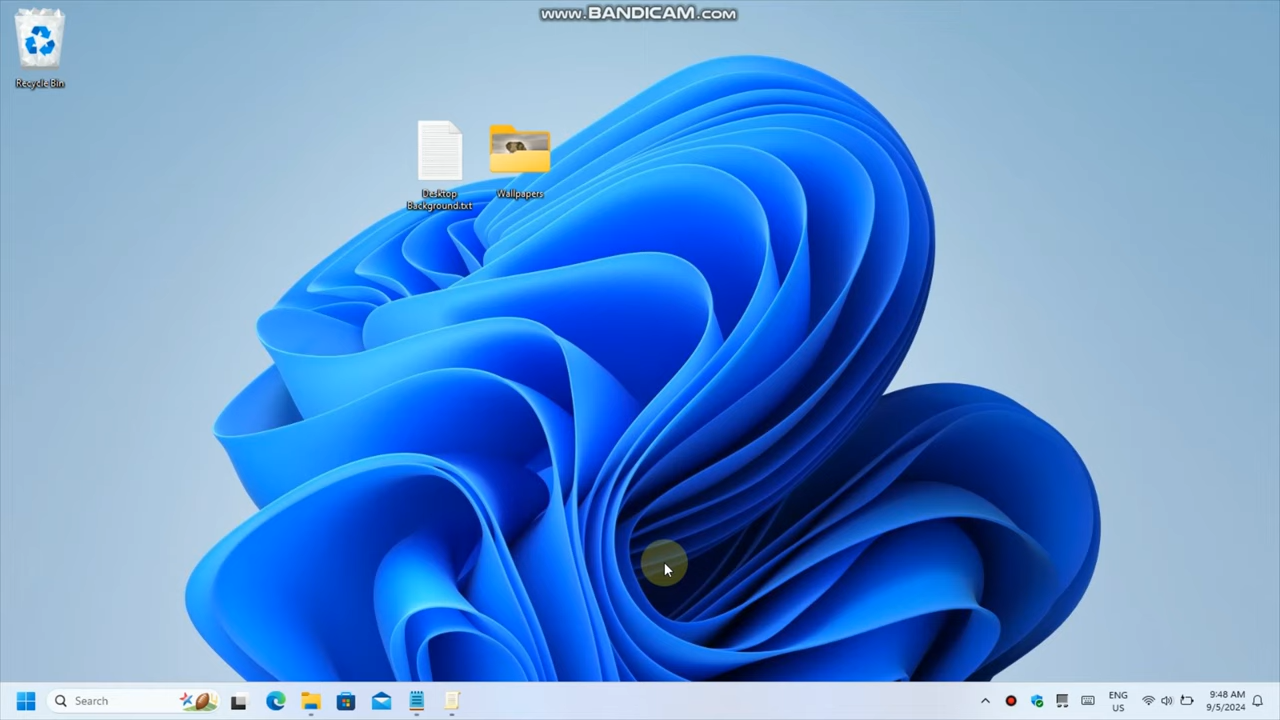 www.BANDICAM.com
Recycle Bin
Desktop
Background.txt
Wallpapers
Search
ENG
US
9:48 AM
9/5/2024